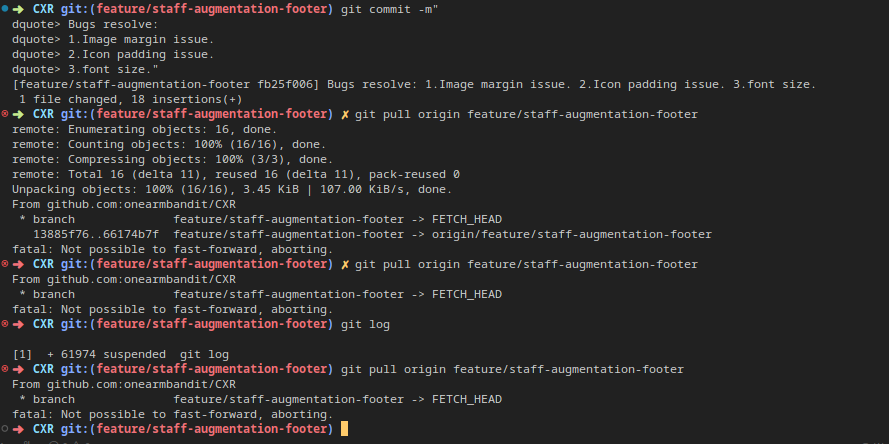 ➜ CXR git:(feature/staff-augmentation-footer) git commit -m"
dquote> Bugs resolve:
dquote> 1.Image margin issue.
dquote> 2.Icon padding issue.
dquote> 3.font size."
[feature/staff-augmentation-footer fb25f006] Bugs resolve: 1.Image margin issue. 2.Icon padding issue. 3.font size.
1 file changed, 18 insertions(+)
➜ CXR git:(feature/staff-augmentation-footer) ✗ git pull origin feature/staff-augmentation-footer
remote: Enumerating objects: 16, done.
remote: Counting objects: 100% (16/16), done.
remote: Compressing objects: 100% (3/3), done.
remote: Total 16 (delta 11), reused 16 (delta 11), pack-reused 0
Unpacking objects: 100% (16/16), 3.45 KiB | 107.00 KiB/s, done.
From github.com:onearmbandit/CXR
* branch feature/staff-augmentation-footer -> FETCH_HEAD
13885f76..66174b7f feature/staff-augmentation-footer -> origin/feature/staff-augmentation-footer
fatal: Not possible to fast-forward, aborting.
➜ CXR git:(feature/staff-augmentation-footer) ✗ git pull origin feature/staff-augmentation-footer
From github.com:onearmbandit/CXR
* branch feature/staff-augmentation-footer -> FETCH_HEAD
fatal: Not possible to fast-forward, aborting.
➜ CXR git:(feature/staff-augmentation-footer) git log
[1] + 61974 suspended git log
➜ CXR git:(feature/staff-augmentation-footer) git pull origin feature/staff-augmentation-footer
From github.com:onearmbandit/CXR
* branch feature/staff-augmentation-footer -> FETCH_HEAD
fatal: Not possible to fast-forward, aborting.
➜ CXR git:(feature/staff-augmentation-footer)